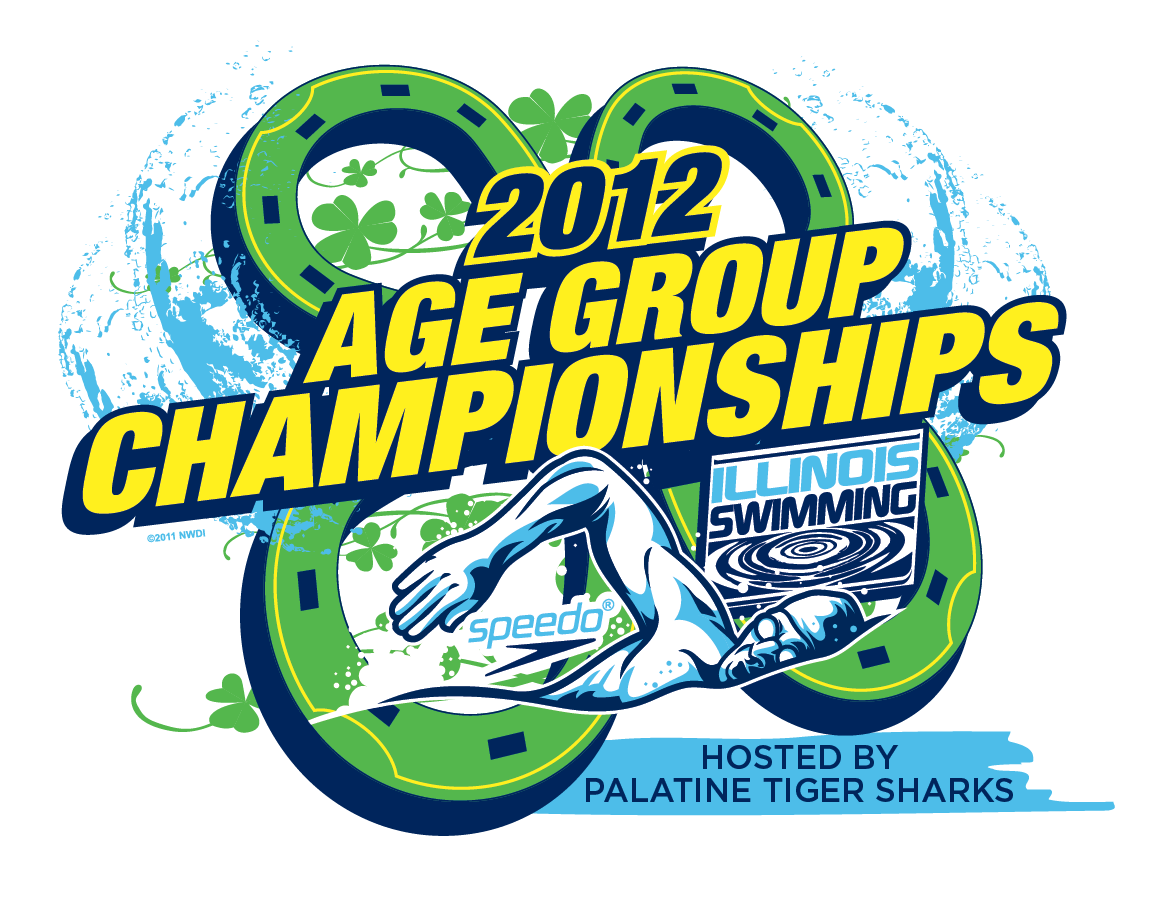 2012
AGE GROUP
CHAMPIONSHIPS
ILLINOIS
SWIMMING
©2011 NWDI
speedo®
HOSTED BY
PALATINE TIGER SHARKS